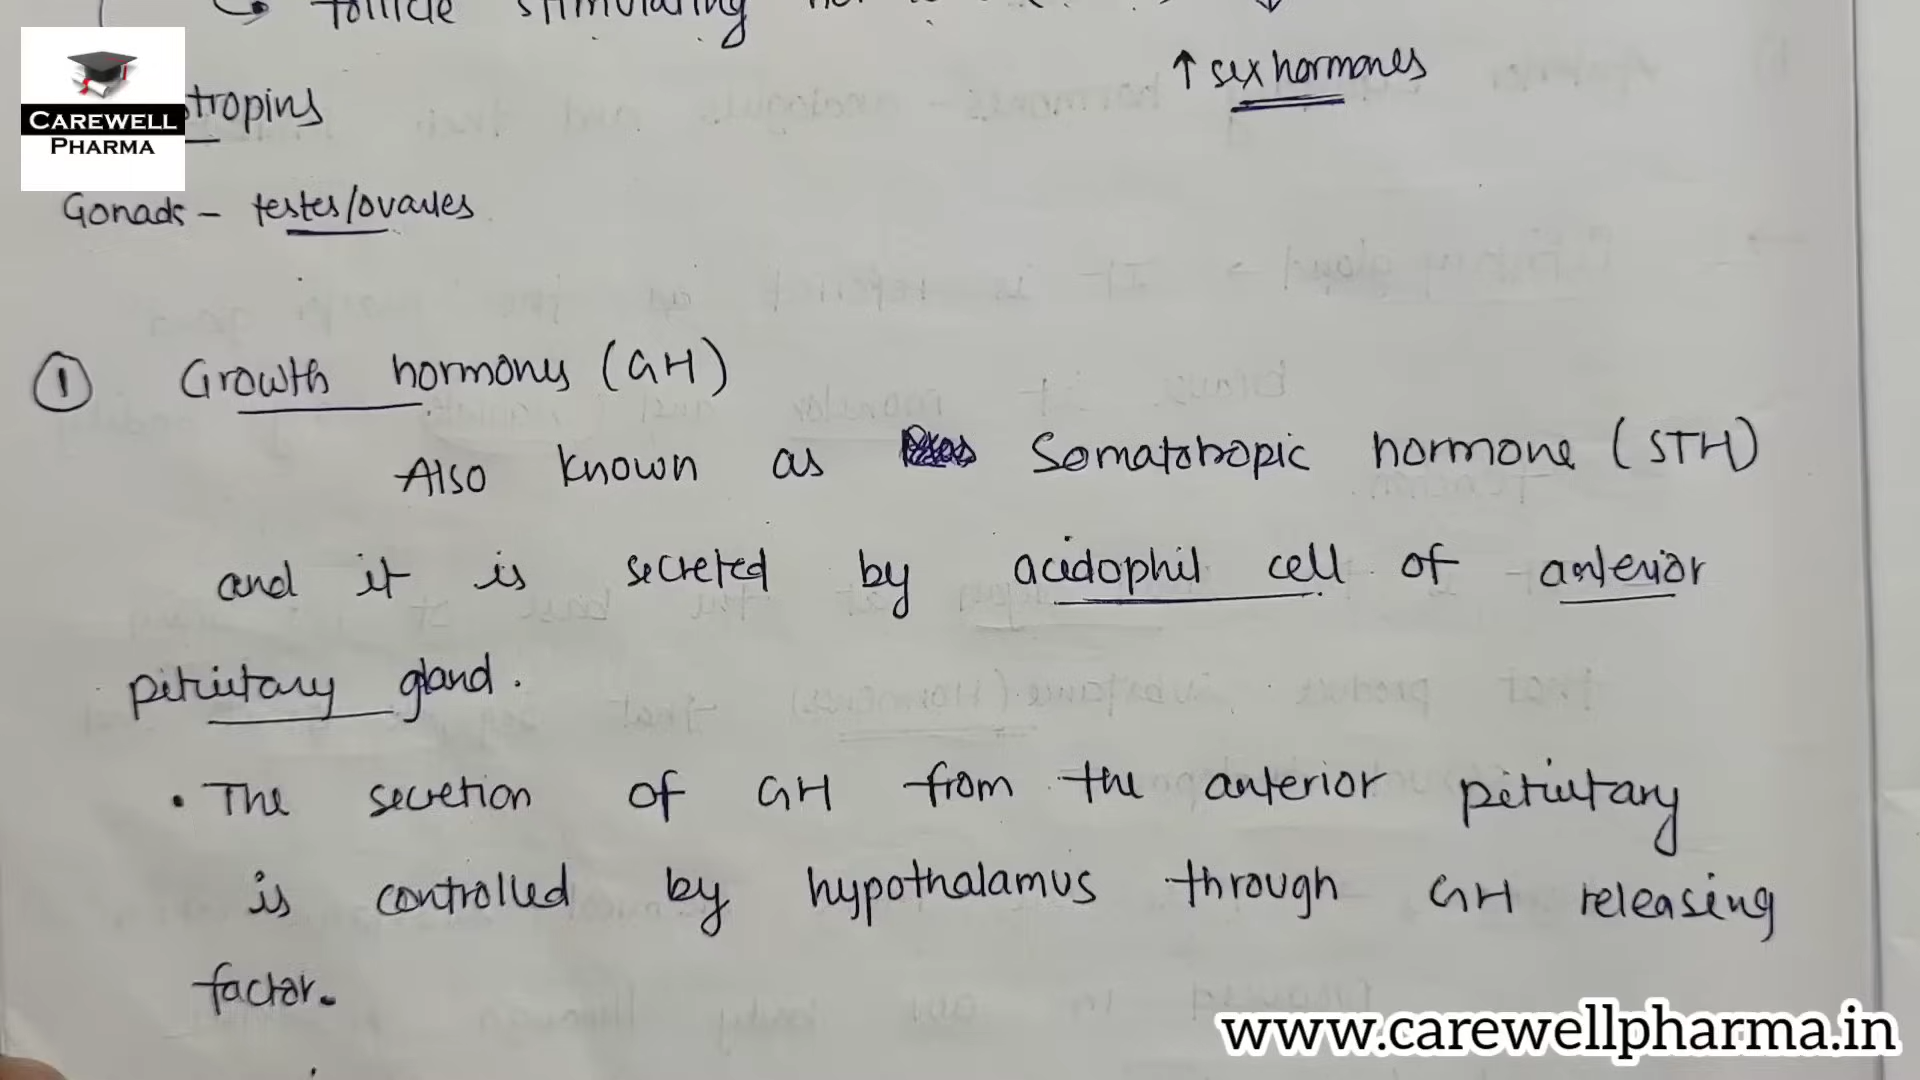 follicle stimulating
↑ sex hormones
tropins
CAREWELL
PHARMA
Gonads - testes/ovaries
① Growth hormones (GH)
Also known as Somatotropic hormone (STH)
and it is secreted by acidophil cell of anterior
pituitary gland.
• The secretion of GH from the anterior pituitary
is controlled by hypothalamus through GH releasing
factor.
www.carewellpharma.in